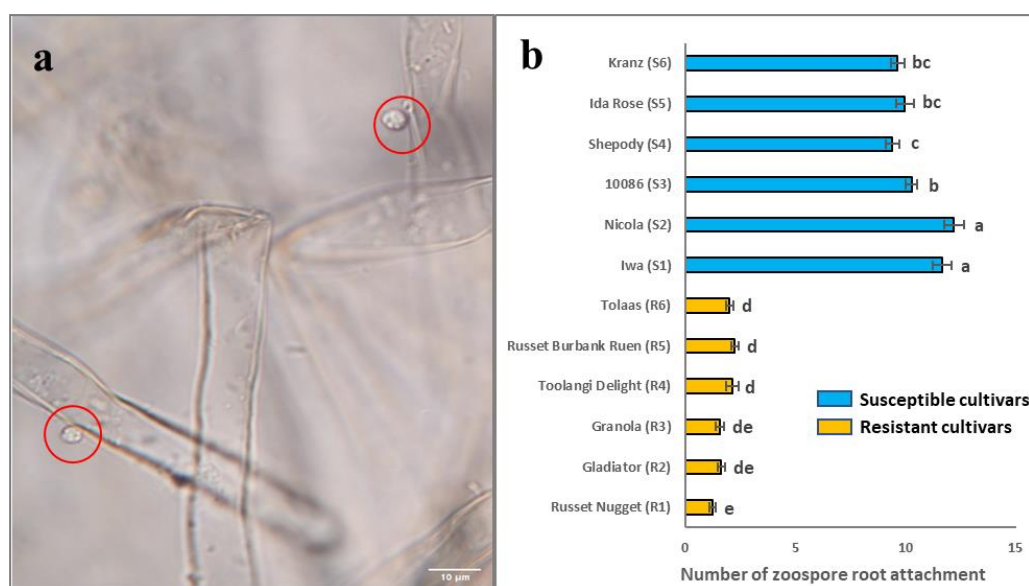 a
10 µm
b
Kranz (S6)
bc
Ida Rose (S5)
bc
Shepody (S4)
c
10086 (S3)
b
Nicola (S2)
a
Iwa (S1)
a
Tolaas (R6)
d
Russet Burbank Ruen (R5)
d
Toolangi Delight (R4)
d
Granola (R3)
de
Gladiator (R2)
de
Russet Nugget (R1)
e
Susceptible cultivars
Resistant cultivars
0 5 10 15
Number of zoospore root attachment